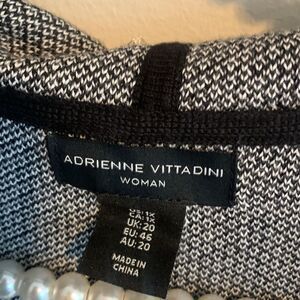 ADRIENNE VITTADINI
WOMAN
UK: 20
EU: 46
AU: 20
MADE IN
CHINA